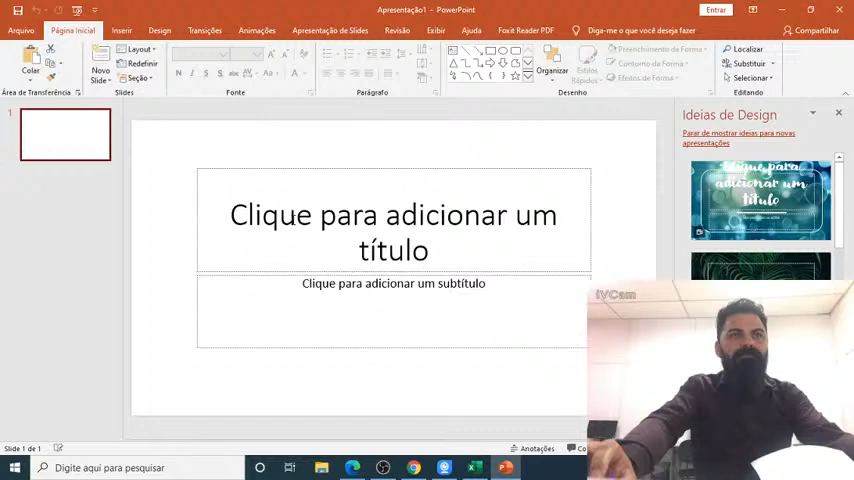 Apresentação1 - PowerPoint
Entrar
Arquivo
Página Inicial
Inserir
Design
Transições
Animações
Apresentação de Slides
Revisão
Exibir
Ajuda
Foxit Reader PDF
Diga-me o que você deseja fazer
Compartilhar
Colar
Área de Transferência
Novo
Slide
Layout
Redefinir
Seção
Slides
N I S
Fonte
Parágrafo
Organizar
Estilos
Rápidos
Preenchimento da Forma
Contorno da Forma
Efeitos de Forma
Desenho
Localizar
Substituir
Selecionar
Editando
1
Clique para adicionar um
título
Clique para adicionar um subtítulo
Ideias de Design
Parar de mostrar ideias para novas
apresentações
Clique para
adicionar um
título
iVCam
Slide 1 de 1
Anotações
Co
Digite aqui para pesquisar